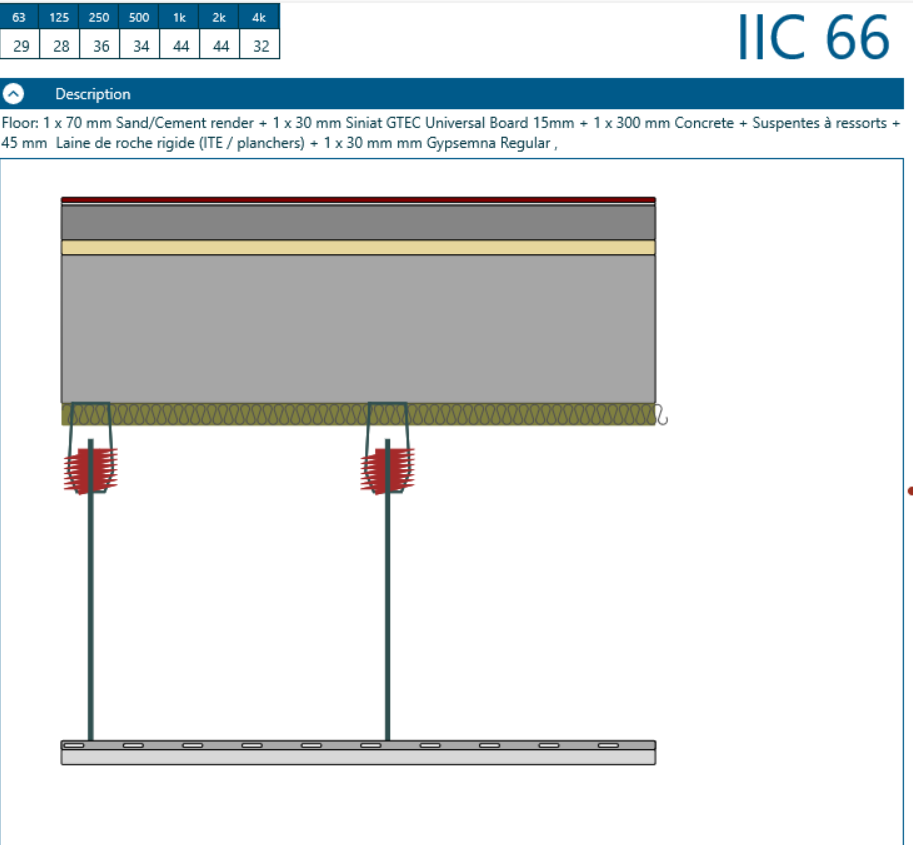 63 125 250 500 1k 2k 4k
29 28 36 34 44 44 32
IIC 66
Description
Floor: 1 x 70 mm Sand/Cement render + 1 x 30 mm Siniat GTEC Universal Board 15mm + 1 x 300 mm Concrete + Suspentes à ressorts +
45 mm Laine de roche rigide (ITE / planchers) + 1 x 30 mm mm Gypsemna Regular ,